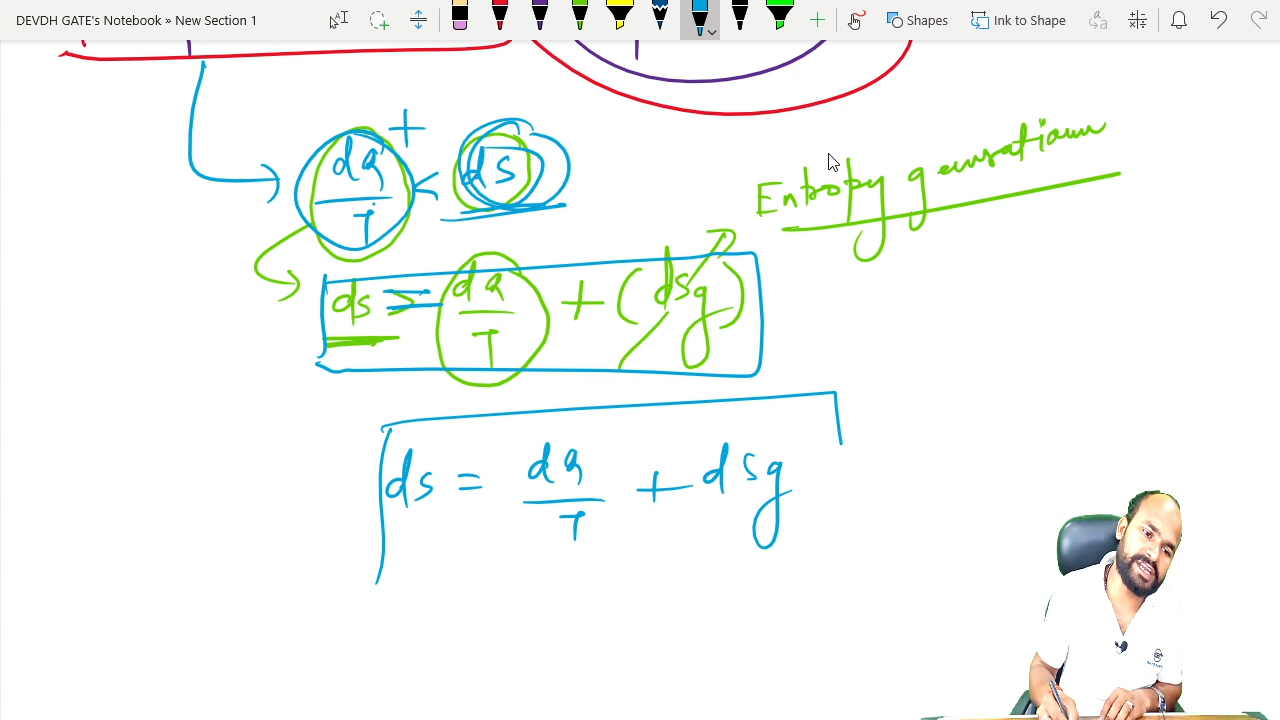 DEVDH GATE's Notebook » New Section 1
Shapes
Ink to Shape
dQ/T + < ds
Entropy generation
ds = dQ/T + (dsg)
ds = dQ/T + dsg